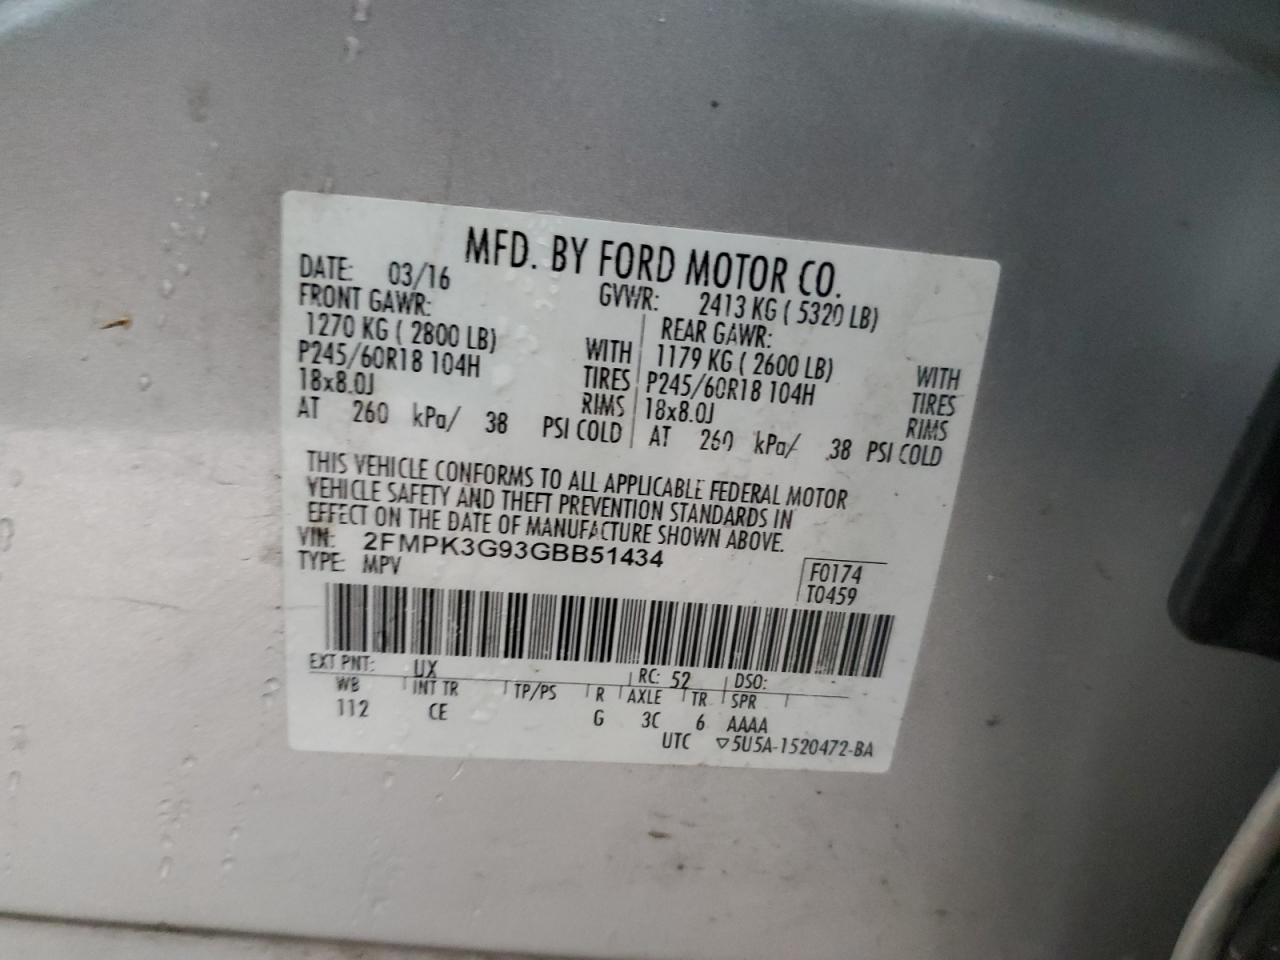 MFD. BY FORD MOTOR CO.
DATE: 03/16 GVWR: 2413 KG ( 5320 LB)
FRONT GAWR: REAR GAWR:
1270 KG ( 2800 LB) WITH 1179 KG ( 2600 LB) WITH
P245/60R18 104H TIRES P245/60R18 104H TIRES
18x8.0J RIMS 18x8.0J RIMS
AT 260 kPa/ 38 PSI COLD AT 260 kPa/ 38 PSI COLD
THIS VEHICLE CONFORMS TO ALL APPLICABLE FEDERAL MOTOR
VEHICLE SAFETY AND THEFT PREVENTION STANDARDS IN
EFFECT ON THE DATE OF MANUFACTURE SHOWN ABOVE.
VIN: 2FMPK3G93GBB51434
TYPE: MPV F0174
T0459
EXT PNT: UX RC: 52 DSO:
WB INT TR TP/PS R AXLE TR SPR
112 CE G 3C 6 AAAA
UTC ▽5U5A-1520472-BA